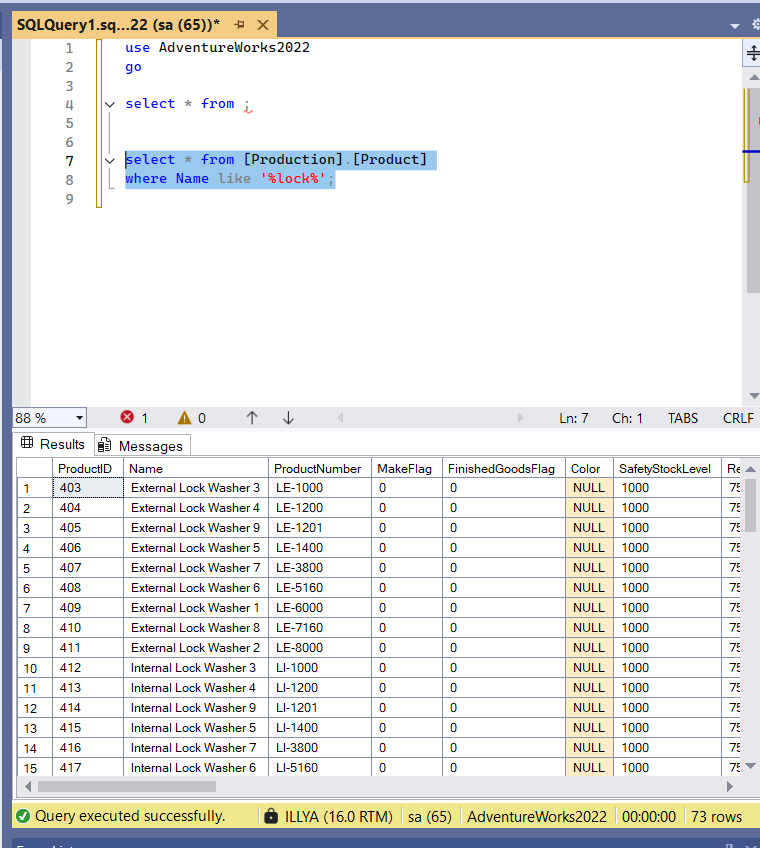 SQLQuery1.sq...22 (sa (65))*
1 use AdventureWorks2022
2 go
3
4 select * from ;
5
6
7 select * from [Production].[Product]
8 where Name like '%lock%';
9
88 % 1 0 Ln: 7 Ch: 1 TABS CRLF
Results Messages
ProductID Name ProductNumber MakeFlag FinishedGoodsFlag Color SafetyStockLevel Re
1 403 External Lock Washer 3 LE-1000 0 0 NULL 1000 75
2 404 External Lock Washer 4 LE-1200 0 0 NULL 1000 75
3 405 External Lock Washer 9 LE-1201 0 0 NULL 1000 75
4 406 External Lock Washer 5 LE-1400 0 0 NULL 1000 75
5 407 External Lock Washer 7 LE-3800 0 0 NULL 1000 75
6 408 External Lock Washer 6 LE-5160 0 0 NULL 1000 75
7 409 External Lock Washer 1 LE-6000 0 0 NULL 1000 75
8 410 External Lock Washer 8 LE-7160 0 0 NULL 1000 75
9 411 External Lock Washer 2 LE-8000 0 0 NULL 1000 75
10 412 Internal Lock Washer 3 LI-1000 0 0 NULL 1000 75
11 413 Internal Lock Washer 4 LI-1200 0 0 NULL 1000 75
12 414 Internal Lock Washer 9 LI-1201 0 0 NULL 1000 75
13 415 Internal Lock Washer 5 LI-1400 0 0 NULL 1000 75
14 416 Internal Lock Washer 7 LI-3800 0 0 NULL 1000 75
15 417 Internal Lock Washer 6 LI-5160 0 0 NULL 1000 75
Query executed successfully. ILLYA (16.0 RTM) sa (65) AdventureWorks2022 00:00:00 73 rows